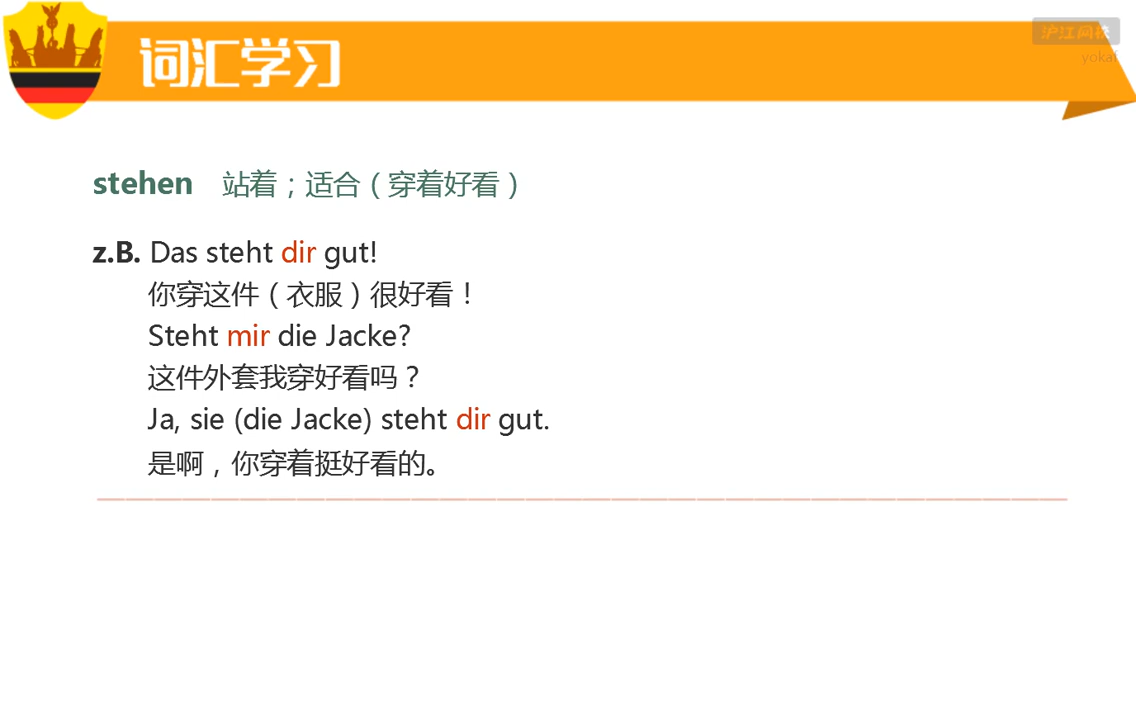 词汇学习
沪江网校
yokai
stehen 站着；适合（穿着好看）
z.B. Das steht dir gut!
你穿这件（衣服）很好看！
Steht mir die Jacke?
这件外套我穿好看吗？
Ja, sie (die Jacke) steht dir gut.
是啊，你穿着挺好看的。